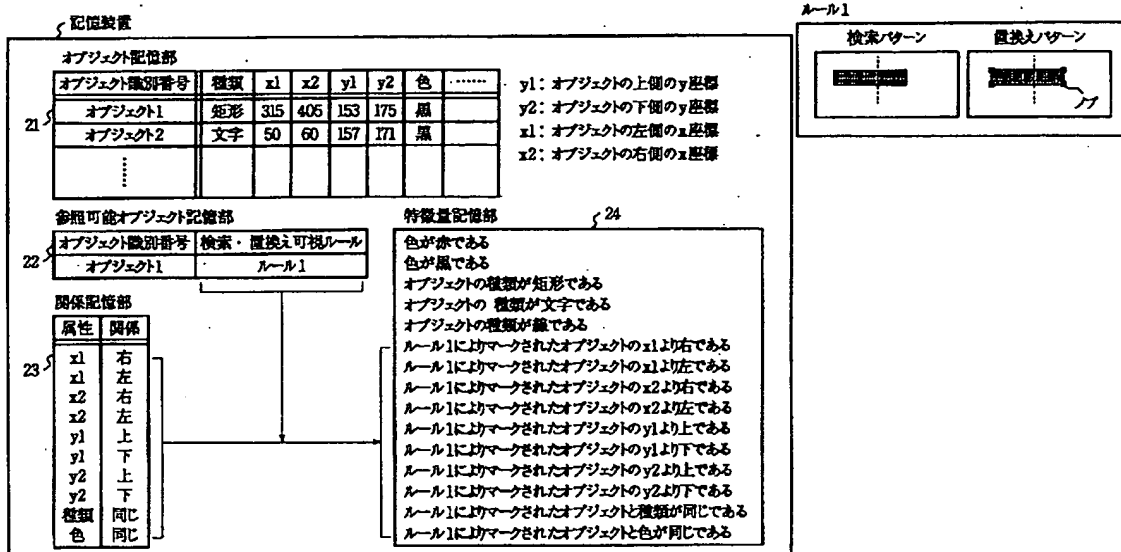 記憶装置
オブジェクト記憶部
オブジェクト識別番号 種類 x1 x2 y1 y2 色 ‥‥‥
オブジェクト1 矩形 315 405 153 175 黒
オブジェクト2 文字 50 60 157 171 黒
21
y1：オブジェクトの上側のy座標
y2：オブジェクトの下側のy座標
x1：オブジェクトの左側のx座標
x2：オブジェクトの右側のx座標
参照可能オブジェクト記憶部
オブジェクト識別番号 検索・置換え可視ルール
オブジェクト1 ルール1
22
関係記憶部
属性 関係
x1 右
x1 左
x2 右
x2 左
y1 上
y1 下
y2 上
y2 下
種類 同じ
色 同じ
23
特徴量記憶部
24
色が赤である
色が黒である
オブジェクトの種類が矩形である
オブジェクトの 種類が文字である
オブジェクトの種類が線である
ルール1によりマークされたオブジェクトのx1より右である
ルール1によりマークされたオブジェクトのx1より左である
ルール1によりマークされたオブジェクトのx2より右である
ルール1によりマークされたオブジェクトのx2より左である
ルール1によりマークされたオブジェクトのy1より上である
ルール1によりマークされたオブジェクトのy1より下である
ルール1によりマークされたオブジェクトのy2より上である
ルール1によりマークされたオブジェクトのy2より下である
ルール1によりマークされたオブジェクトと種類が同じである
ルール1によりマークされたオブジェクトと色が同じである
ルール1
検索パターン 置換えパターン
ノブ